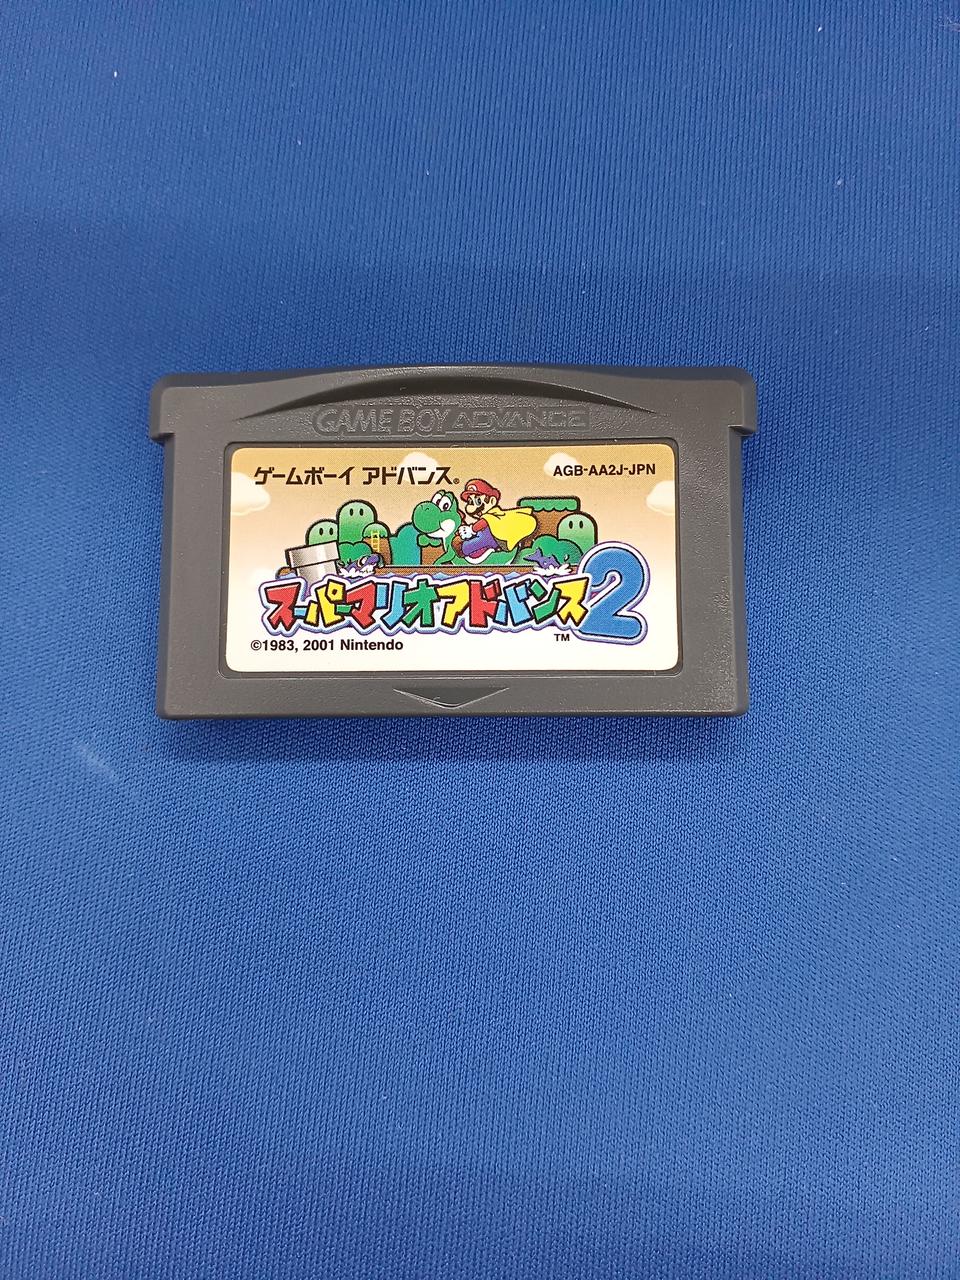 GAME BOY ADVANCE
ゲームボーイ アドバンス®
AGB-AA2J-JPN
スーパーマリオアドバンス2
™
©1983, 2001 Nintendo